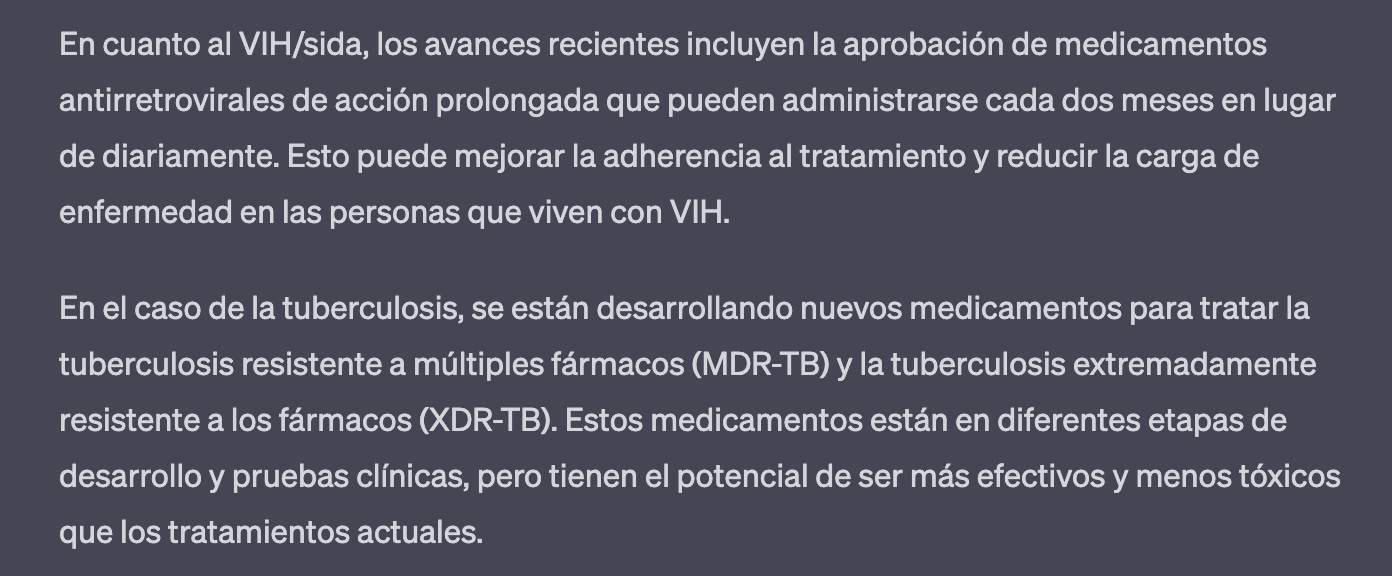 En cuanto al VIH/sida, los avances recientes incluyen la aprobación de medicamentos
antirretrovirales de acción prolongada que pueden administrarse cada dos meses en lugar
de diariamente. Esto puede mejorar la adherencia al tratamiento y reducir la carga de
enfermedad en las personas que viven con VIH.
En el caso de la tuberculosis, se están desarrollando nuevos medicamentos para tratar la
tuberculosis resistente a múltiples fármacos (MDR-TB) y la tuberculosis extremadamente
resistente a los fármacos (XDR-TB). Estos medicamentos están en diferentes etapas de
desarrollo y pruebas clínicas, pero tienen el potencial de ser más efectivos y menos tóxicos
que los tratamientos actuales.